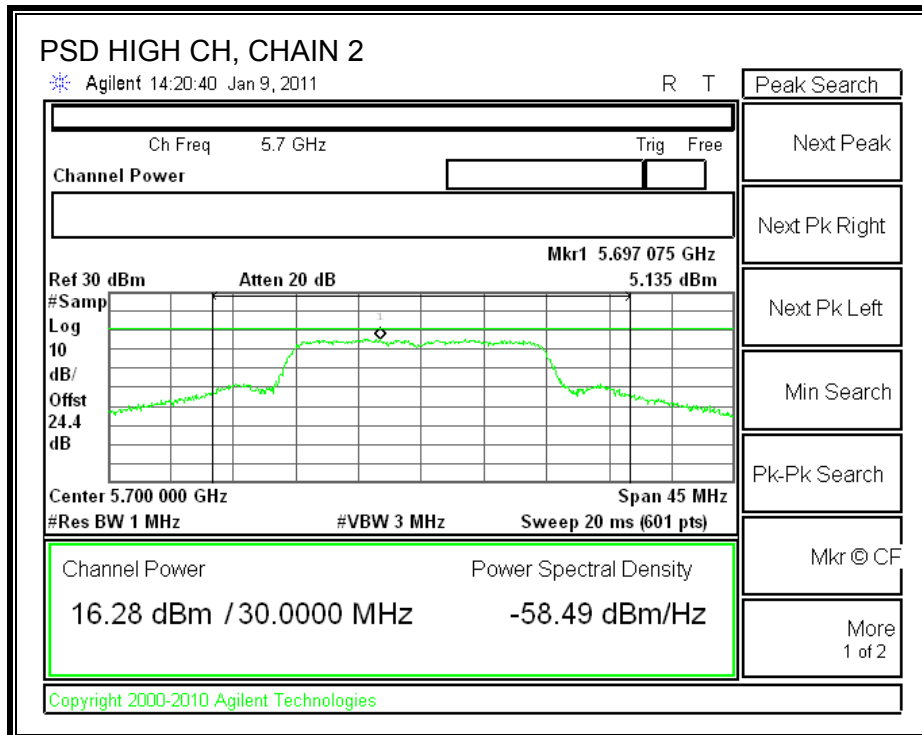 PSD HIGH CH, CHAIN 2
Agilent 14:20:40 Jan 9, 2011 R T
Peak Search
Ch Freq 5.7 GHz Trig Free
Channel Power
Mkr1 5.697 075 GHz
Ref 30 dBm Atten 20 dB 5.135 dBm
#Samp
Log
10
dB/
Offst
24.4
dB
1
Center 5.700 000 GHz Span 45 MHz
#Res BW 1 MHz #VBW 3 MHz Sweep 20 ms (601 pts)
Channel Power Power Spectral Density
16.28 dBm / 30.0000 MHz -58.49 dBm/Hz
Copyright 2000-2010 Agilent Technologies
Next Peak
Next Pk Right
Next Pk Left
Min Search
Pk-Pk Search
Mkr © CF
More
1 of 2